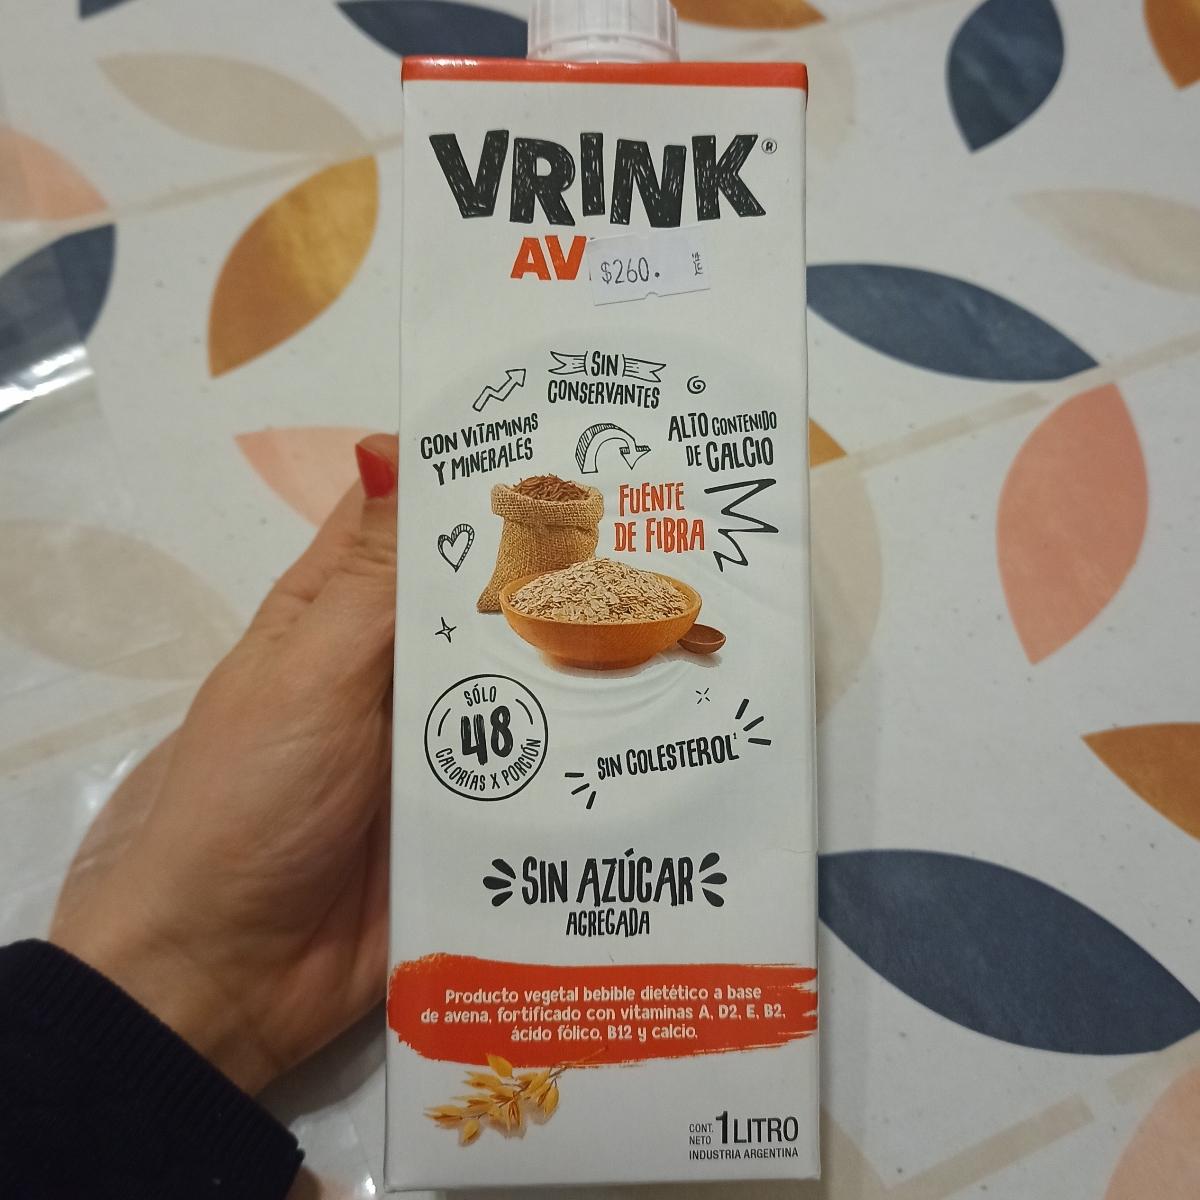 VRINK®
AV
$260.
SIN
CONSERVANTES
CON VITAMINAS
Y MINERALES
ALTO CONTENIDO
DE CALCIO
FUENTE
DE FIBRA
SÓLO
48
CALORÍAS X PORCIÓN
SIN COLESTEROL¹
SIN AZÚCAR
AGREGADA
Producto vegetal bebible dietético a base
de avena, fortificado con vitaminas A, D2, E, B2,
ácido fólico, B12 y calcio.
CONT.
NETO 1 LITRO
INDUSTRIA ARGENTINA